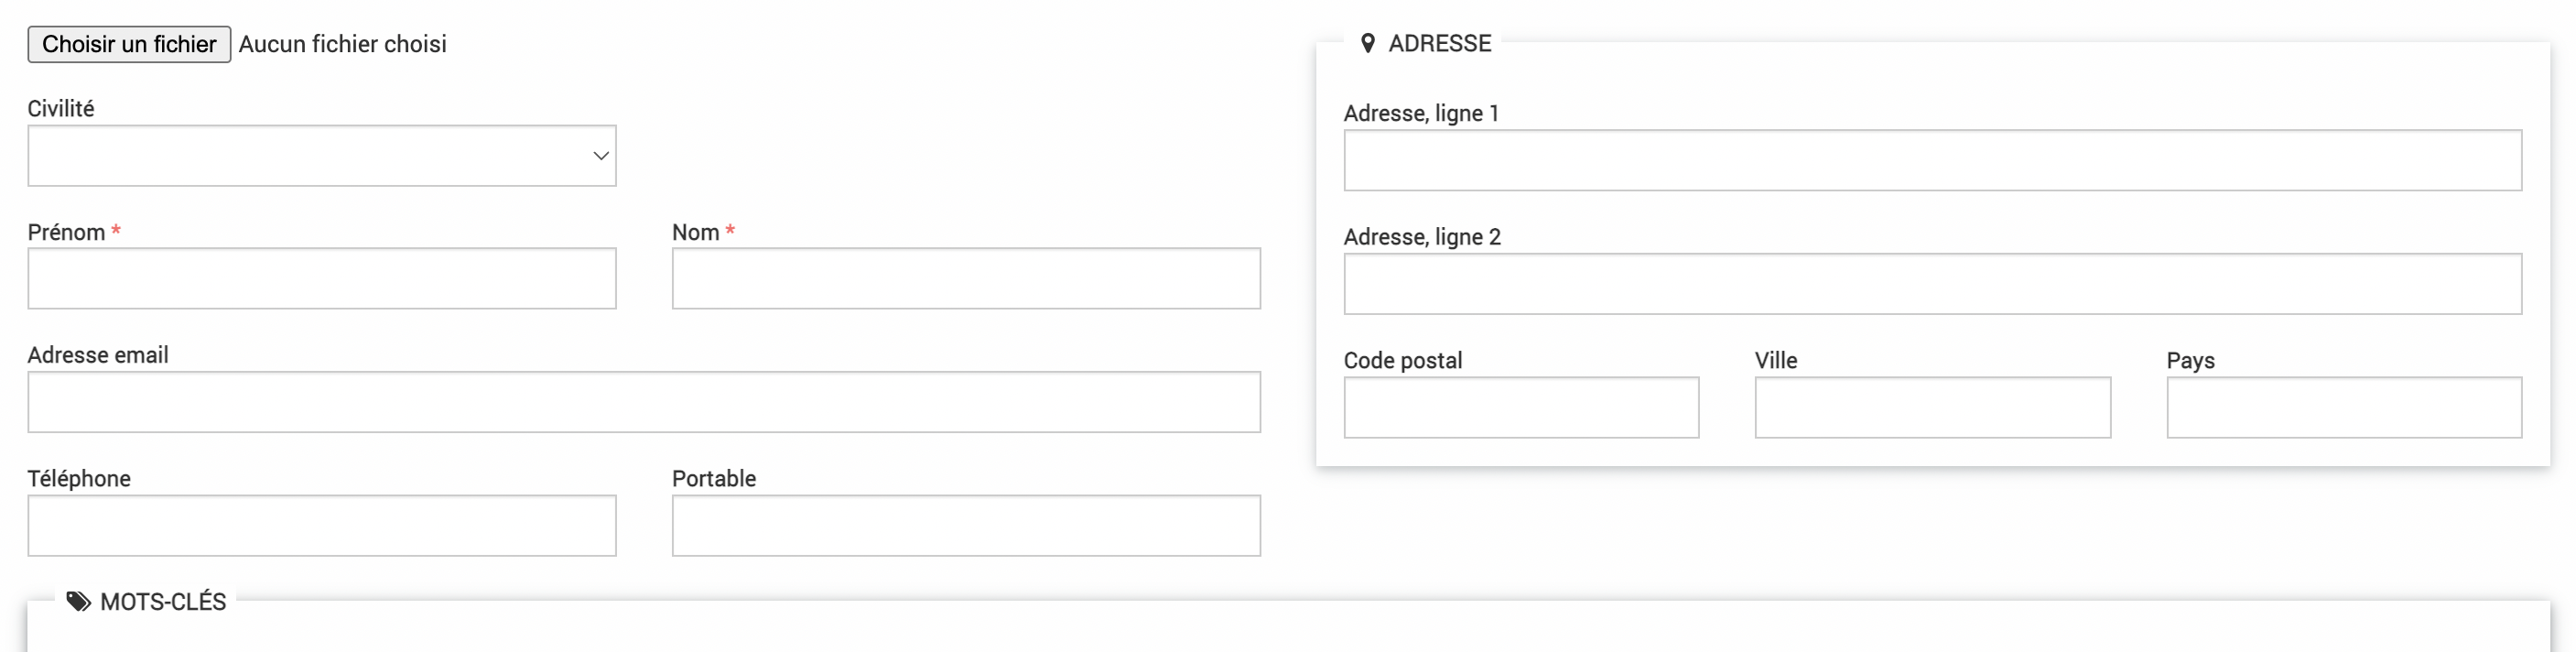 Choisir un fichier Aucun fichier choisi
Civilité
Prénom *
Nom *
Adresse email
Téléphone
Portable
ADRESSE
Adresse, ligne 1
Adresse, ligne 2
Code postal
Ville
Pays
MOTS-CLÉS